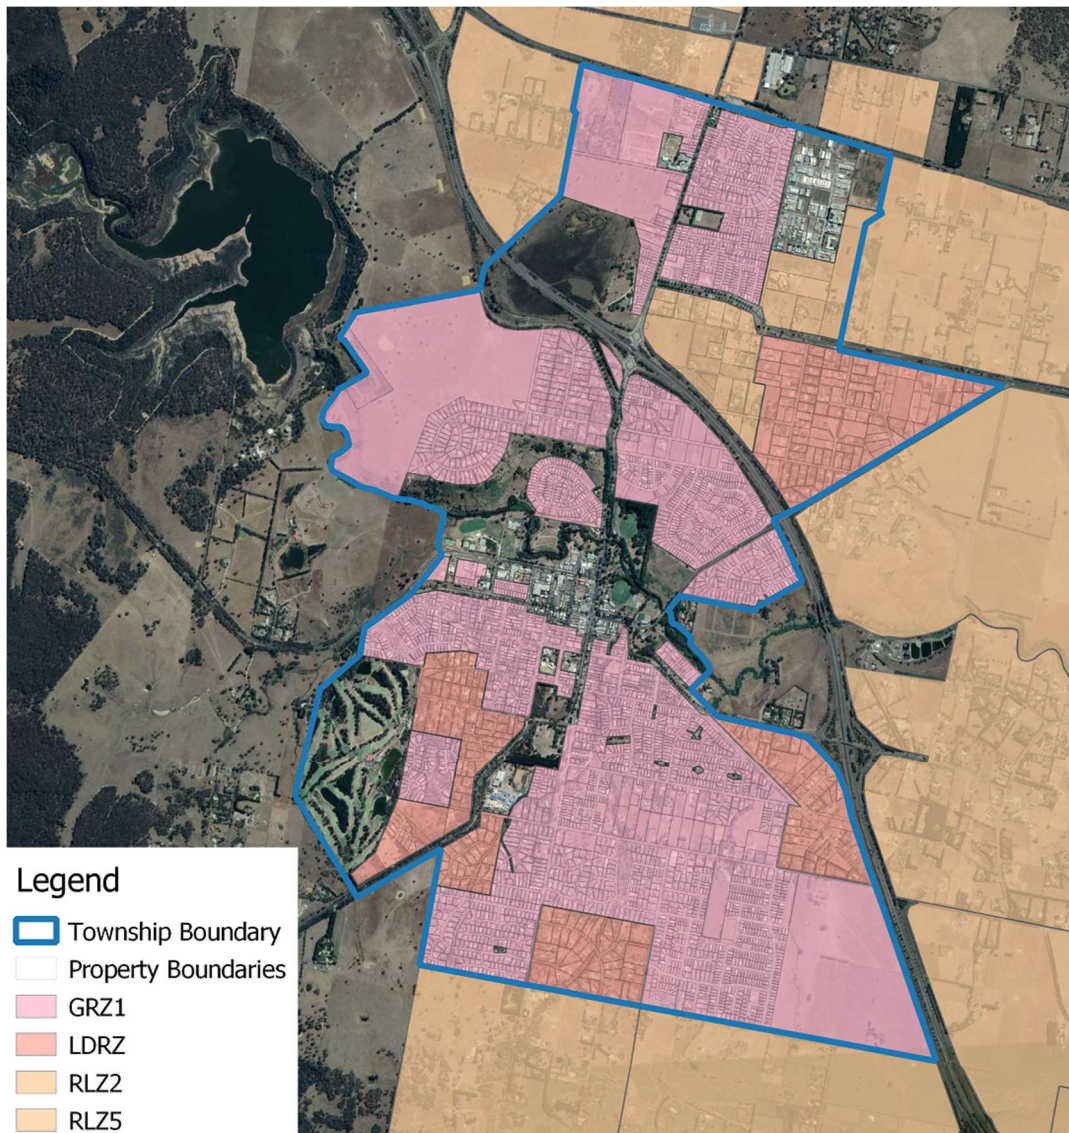 Legend
Township Boundary
Property Boundaries
GRZ1
LDRZ
RLZ2
RLZ5